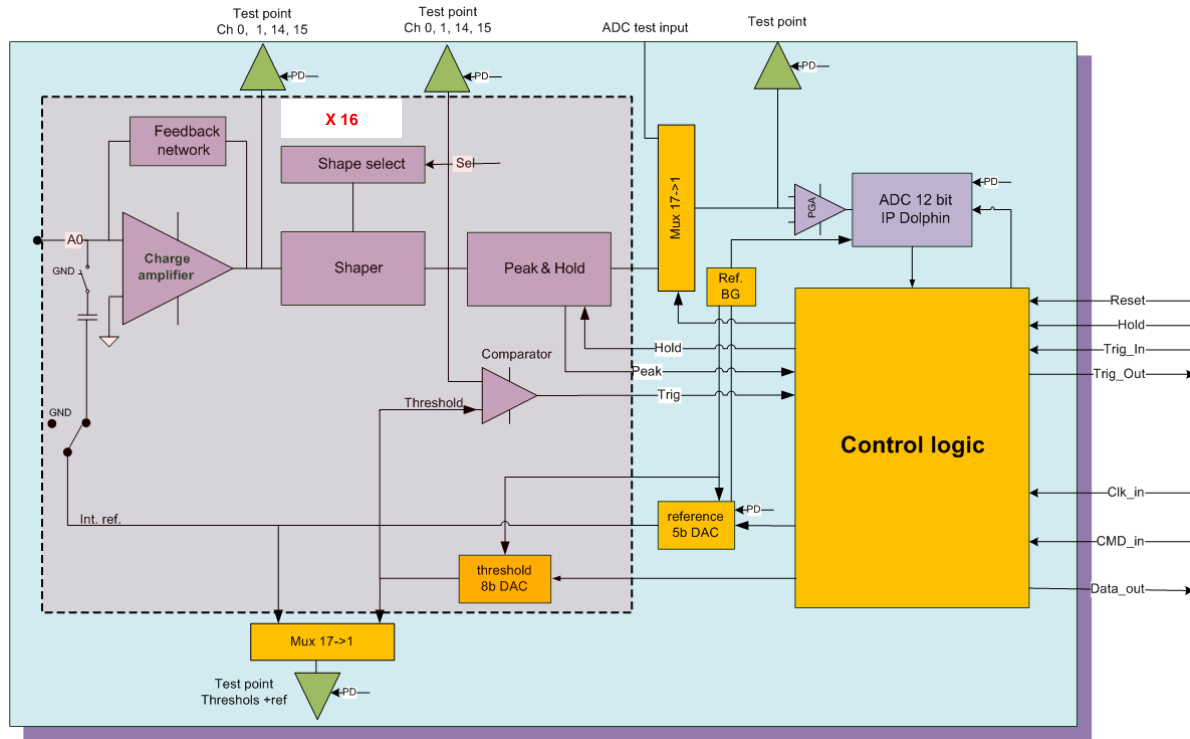 Test point
Ch 0, 1, 14, 15
Test point
Ch 0, 1, 14, 15
ADC test input
Test point
PD
PD
PD
X 16
Feedback
network
Shape select
Sel
Mux 17->1
PGA
ADC 12 bit
IP Dolphin
PD
A0
GND
Charge
amplifier
Shaper
Peak & Hold
Ref.
BG
Reset
Hold
Trig_In
Trig_Out
Hold
Peak
Comparator
Threshold
Trig
GND
Control logic
Clk_in
CMD_in
Data_out
Int. ref.
reference
5b DAC
PD
threshold
8b DAC
Mux 17->1
Test point
Threshols +ref
PD